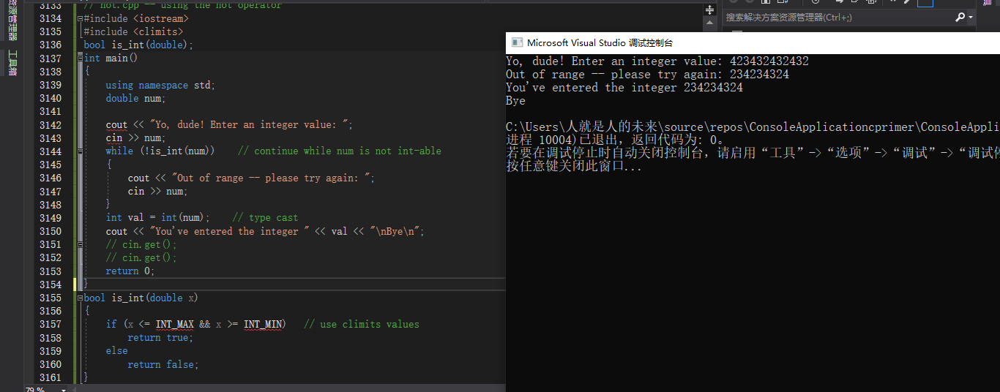 资源管理器
工具箱
3133 // not.cpp -- using the not operator
3134 #include <iostream>
3135 #include <climits>
3136 bool is_int(double);
3137 int main()
3138 {
3139 using namespace std;
3140 double num;
3141
3142 cout << "Yo, dude! Enter an integer value: ";
3143 cin >> num;
3144 while (!is_int(num)) // continue while num is not int-able
3145 {
3146 cout << "Out of range -- please try again: ";
3147 cin >> num;
3148 }
3149 int val = int(num); // type cast
3150 cout << "You've entered the integer " << val << "\nBye\n";
3151 // cin.get();
3152 // cin.get();
3153 return 0;
3154 }
3155 bool is_int(double x)
3156 {
3157 if (x <= INT_MAX && x >= INT_MIN) // use climits values
3158 return true;
3159 else
3160 return false;
3161 }
79 %
搜索解决方案资源管理器(Ctrl+;)
Microsoft Visual Studio 调试控制台
Yo, dude! Enter an integer value: 423432432432
Out of range -- please try again: 234234324
You've entered the integer 234234324
Bye
C:\Users\人就是人的未来\source\repos\ConsoleApplicationcprimer\ConsoleAppli
进程 10004)已退出，返回代码为: 0。
若要在调试停止时自动关闭控制台，请启用“工具”->“选项”->“调试”->“调试停
按任意键关闭此窗口...